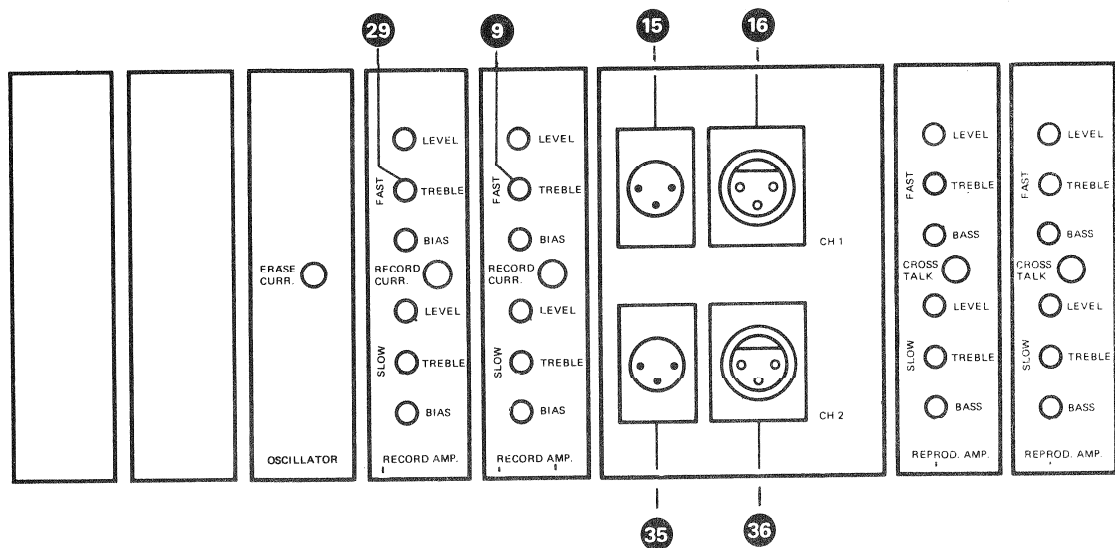 29 9 15 16
ERASE
CURR.
OSCILLATOR
LEVEL
FAST
TREBLE
BIAS
RECORD
CURR.
LEVEL
SLOW
TREBLE
BIAS
RECORD AMP.
LEVEL
FAST
TREBLE
BIAS
RECORD
CURR.
LEVEL
SLOW
TREBLE
BIAS
RECORD AMP.
CH 1
CH 2
LEVEL
FAST
TREBLE
BASS
CROSS
TALK
LEVEL
SLOW
TREBLE
BASS
REPROD. AMP.
LEVEL
FAST
TREBLE
BASS
CROSS
TALK
LEVEL
SLOW
TREBLE
BASS
REPROD. AMP.
35 36